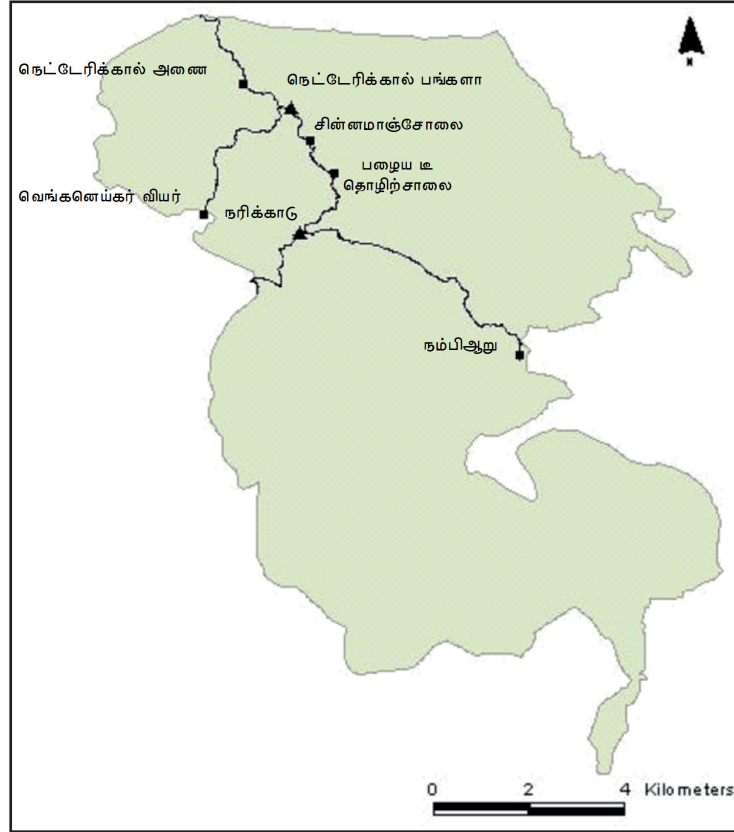 N
நெட்டேரிக்கால் அணை
நெட்டேரிக்கால் பங்களா
சின்னமாஞ்சோலை
பழைய டீ
தொழிற்சாலை
வெங்கனெய்கர் வியர்
நரிக்காடு
நம்பிஆறு
0 2 4 Kilometers